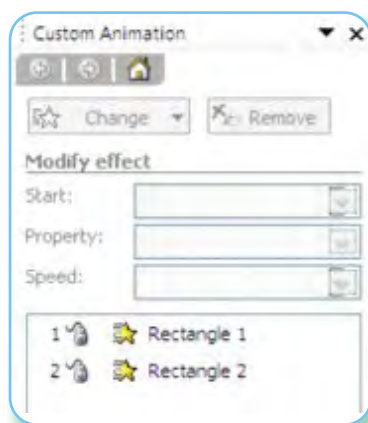 Custom Animation
Change
Remove
Modify effect
Start:
Property:
Speed:
1 Rectangle 1
2 Rectangle 2